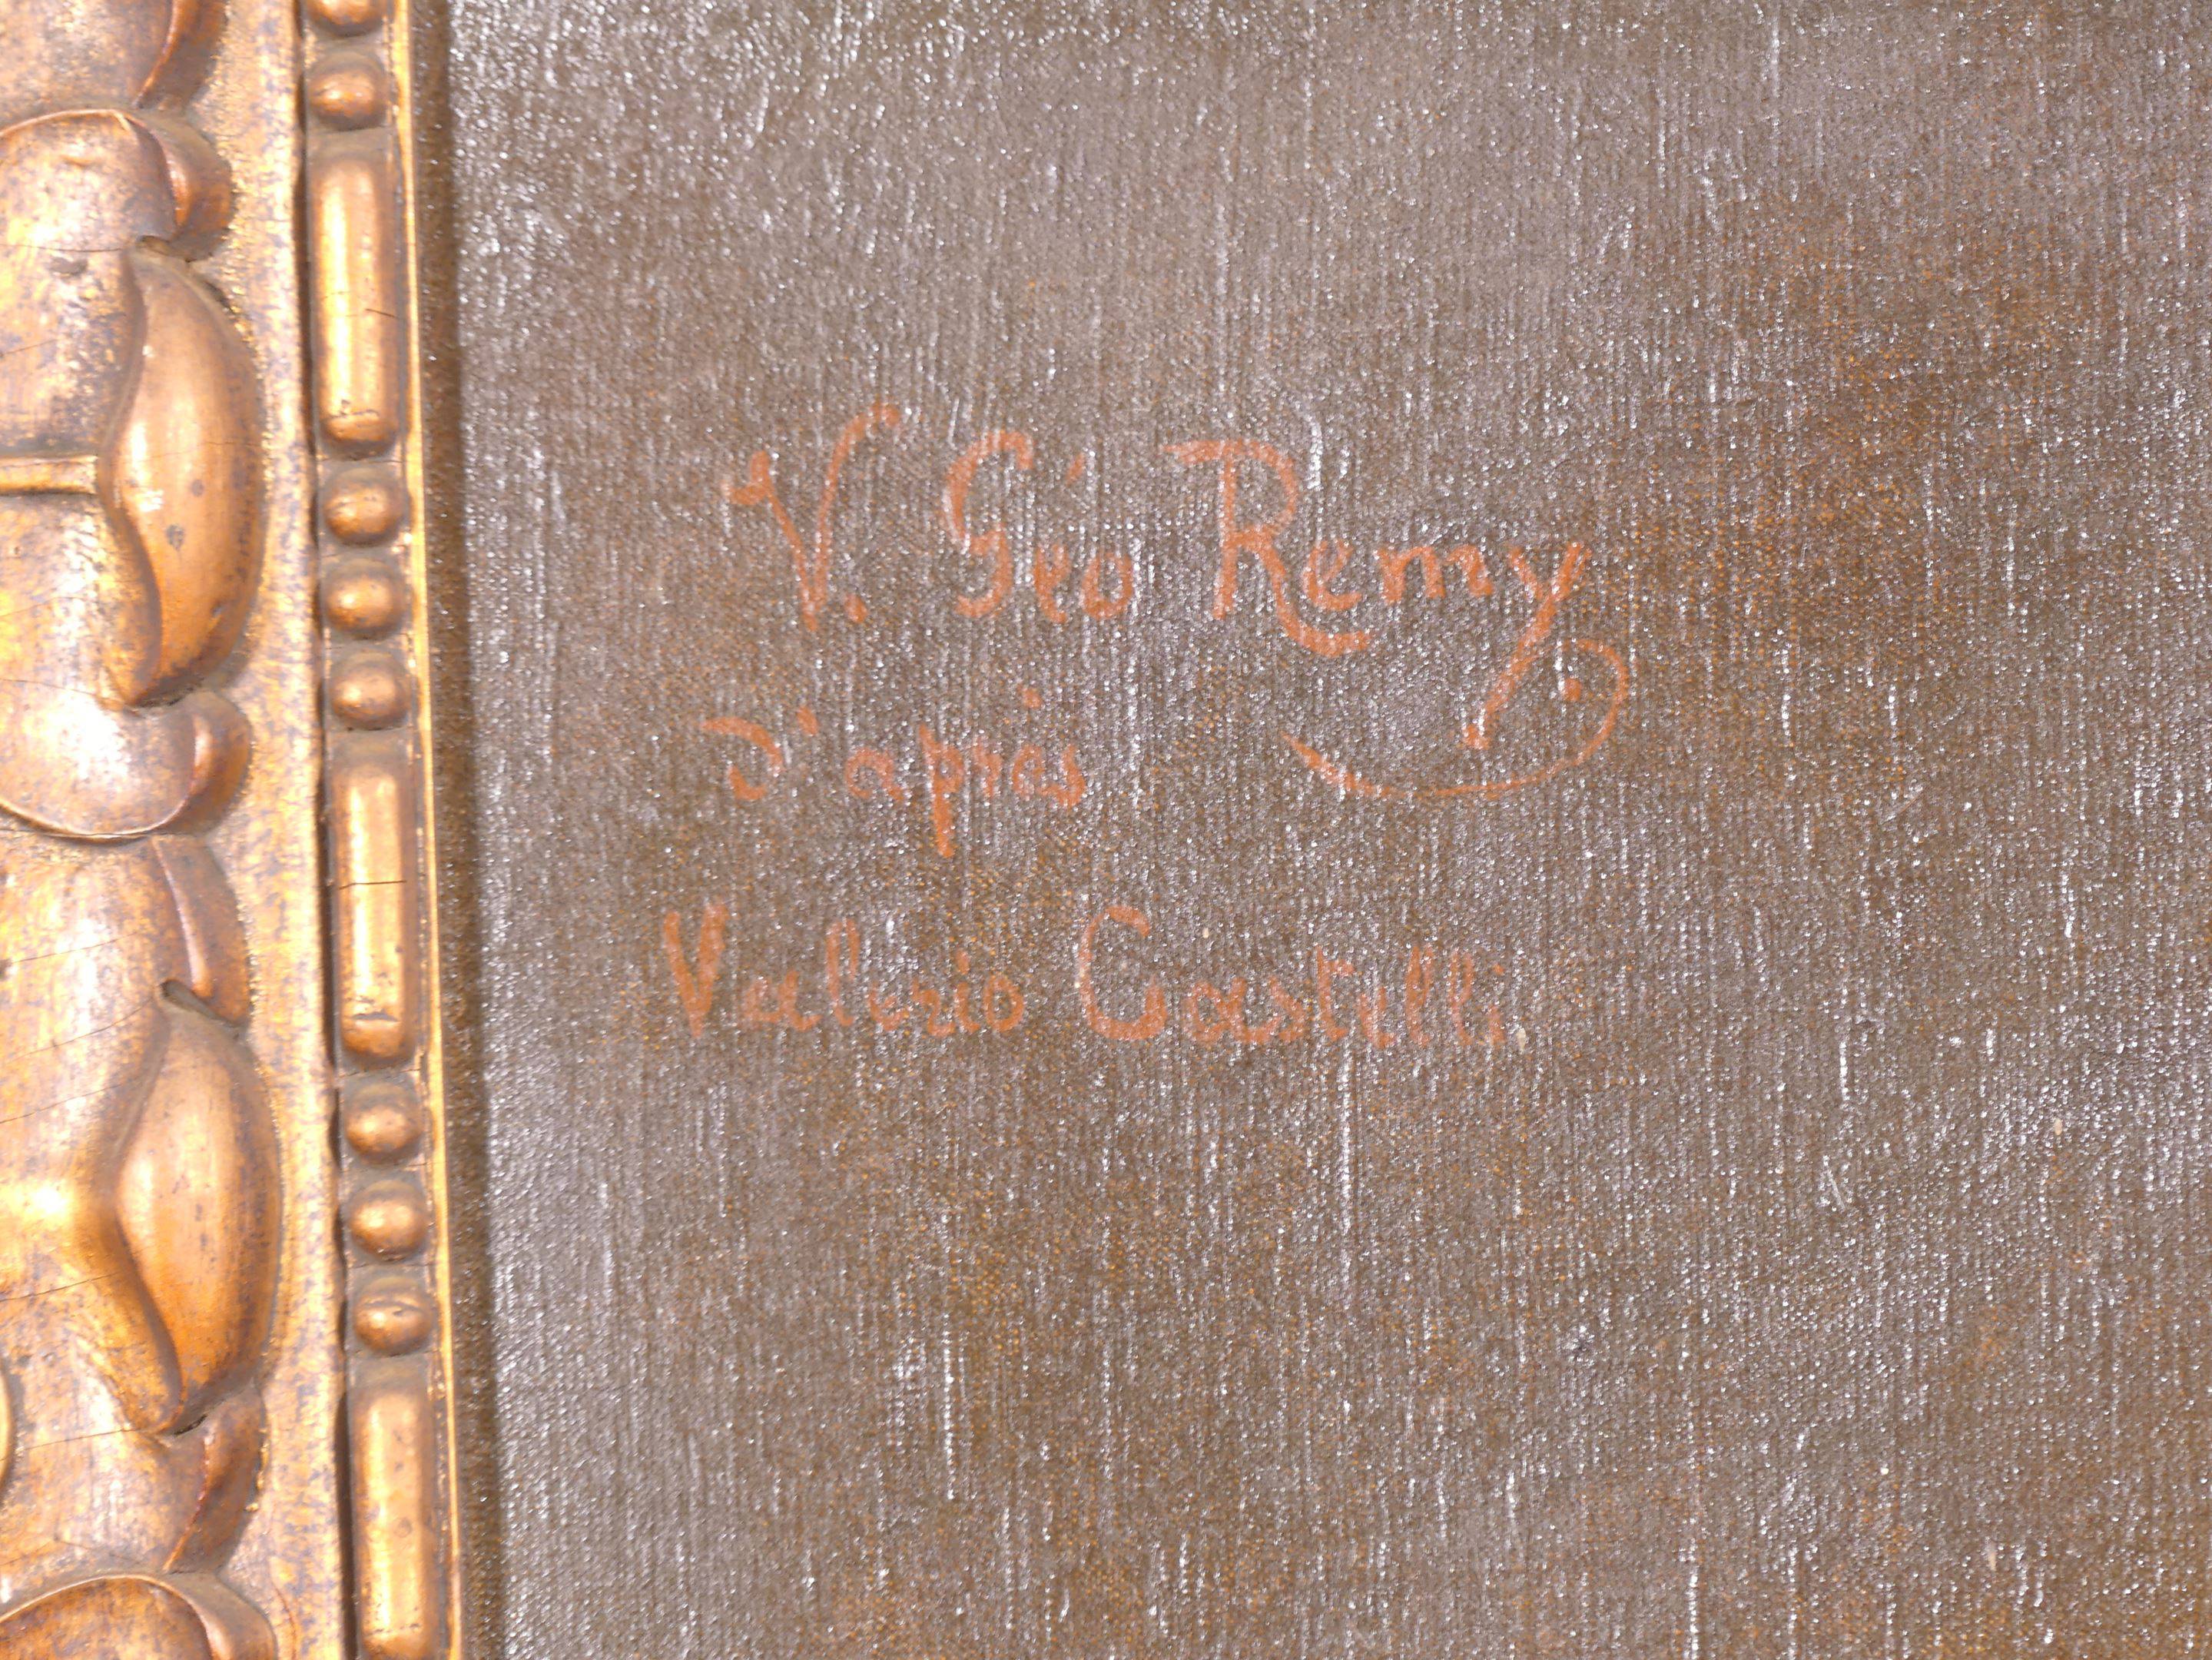 V. Géo Remy
d'après
Valerio Castelli